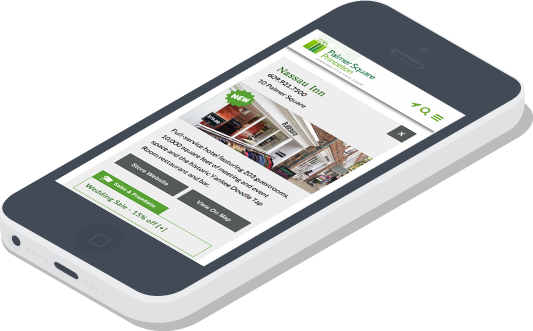 Palmer Square
Princeton
Nassau Inn
609.921.7500
10 Palmer Square
NEW
Full-service hotel featuring 203 guestrooms,
10,000 square feet of meeting and event
space and the historic Yankee Doodle Tap
Room restaurant and bar.
Store Website
View On Map
Sales & Promotions
Wedding Sale - 15% off [+]